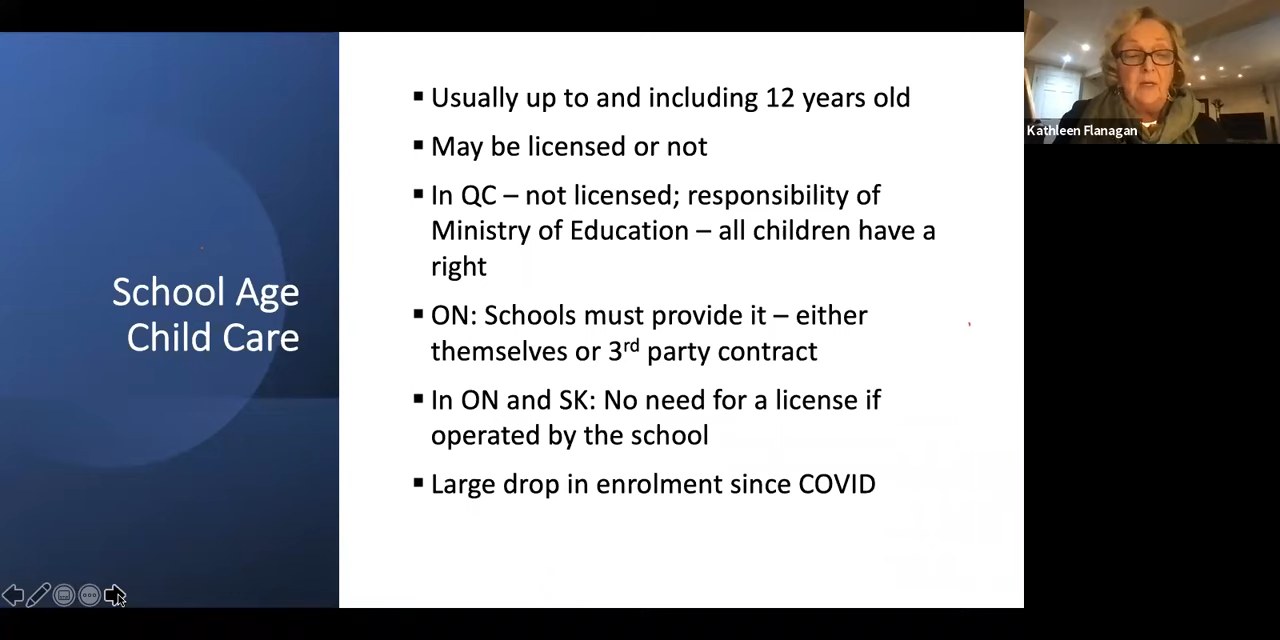 School Age
Child Care
▪ Usually up to and including 12 years old
▪ May be licensed or not
▪ In QC – not licensed; responsibility of
Ministry of Education – all children have a
right
▪ ON: Schools must provide it – either
themselves or 3rd party contract
▪ In ON and SK: No need for a license if
operated by the school
▪ Large drop in enrolment since COVID
Kathleen Flanagan